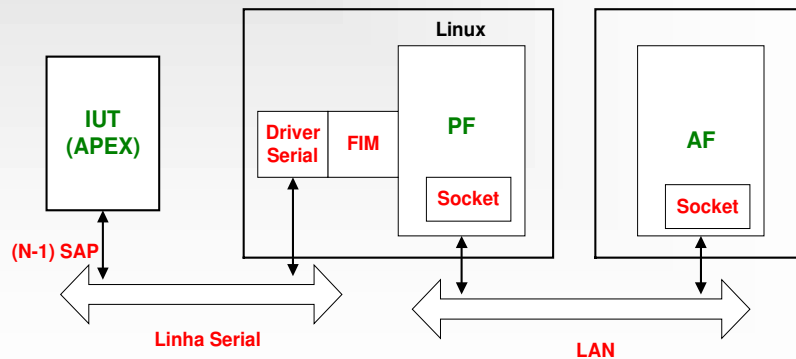 Linux
IUT
(APEX)
Driver
Serial
FIM
PF
AF
Socket
Socket
(N-1) SAP
Linha Serial
LAN